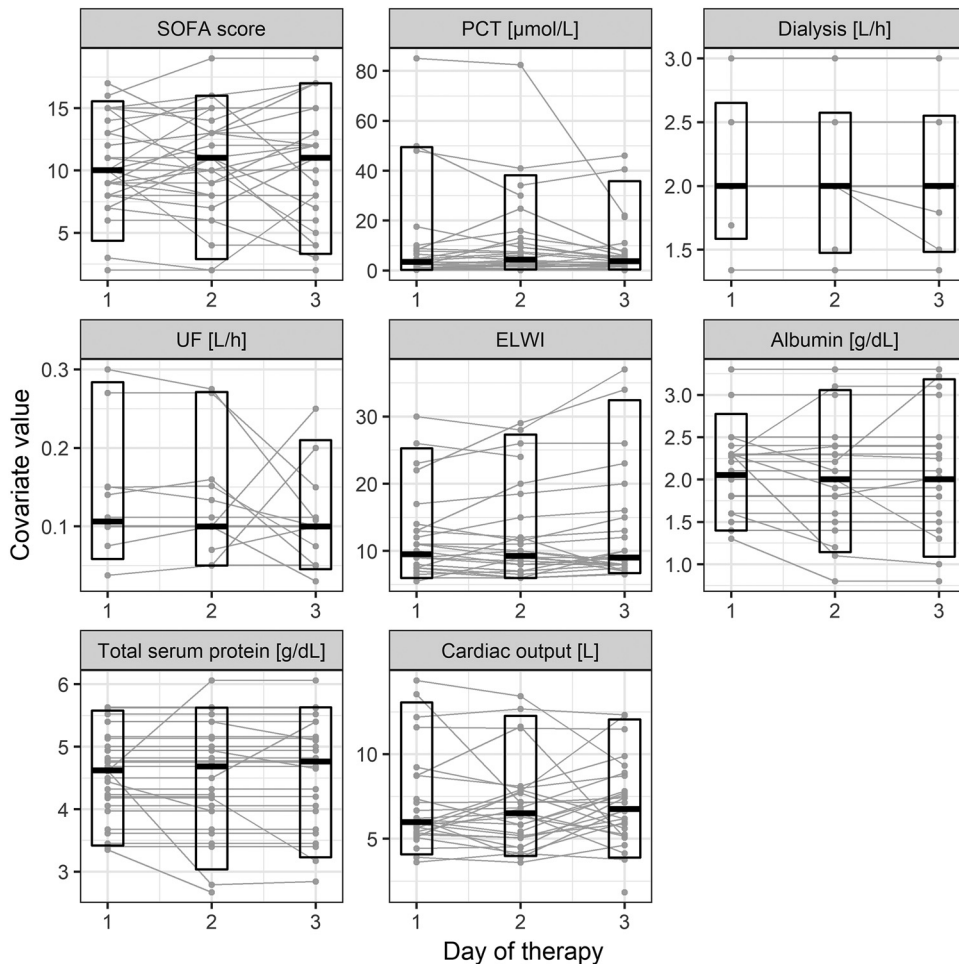 SOFA score
PCT [µmol/L]
Dialysis [L/h]
15
10
5
80
60
40
20
0
3.0
2.5
2.0
1.5
1 2 3
1 2 3
1 2 3
UF [L/h]
ELWI
Albumin [g/dL]
Covariate value
0.3
0.2
0.1
30
20
10
3.0
2.5
2.0
1.5
1.0
1 2 3
1 2 3
1 2 3
Total serum protein [g/dL]
Cardiac output [L]
6
5
4
3
10
5
1 2 3
1 2 3
Day of therapy